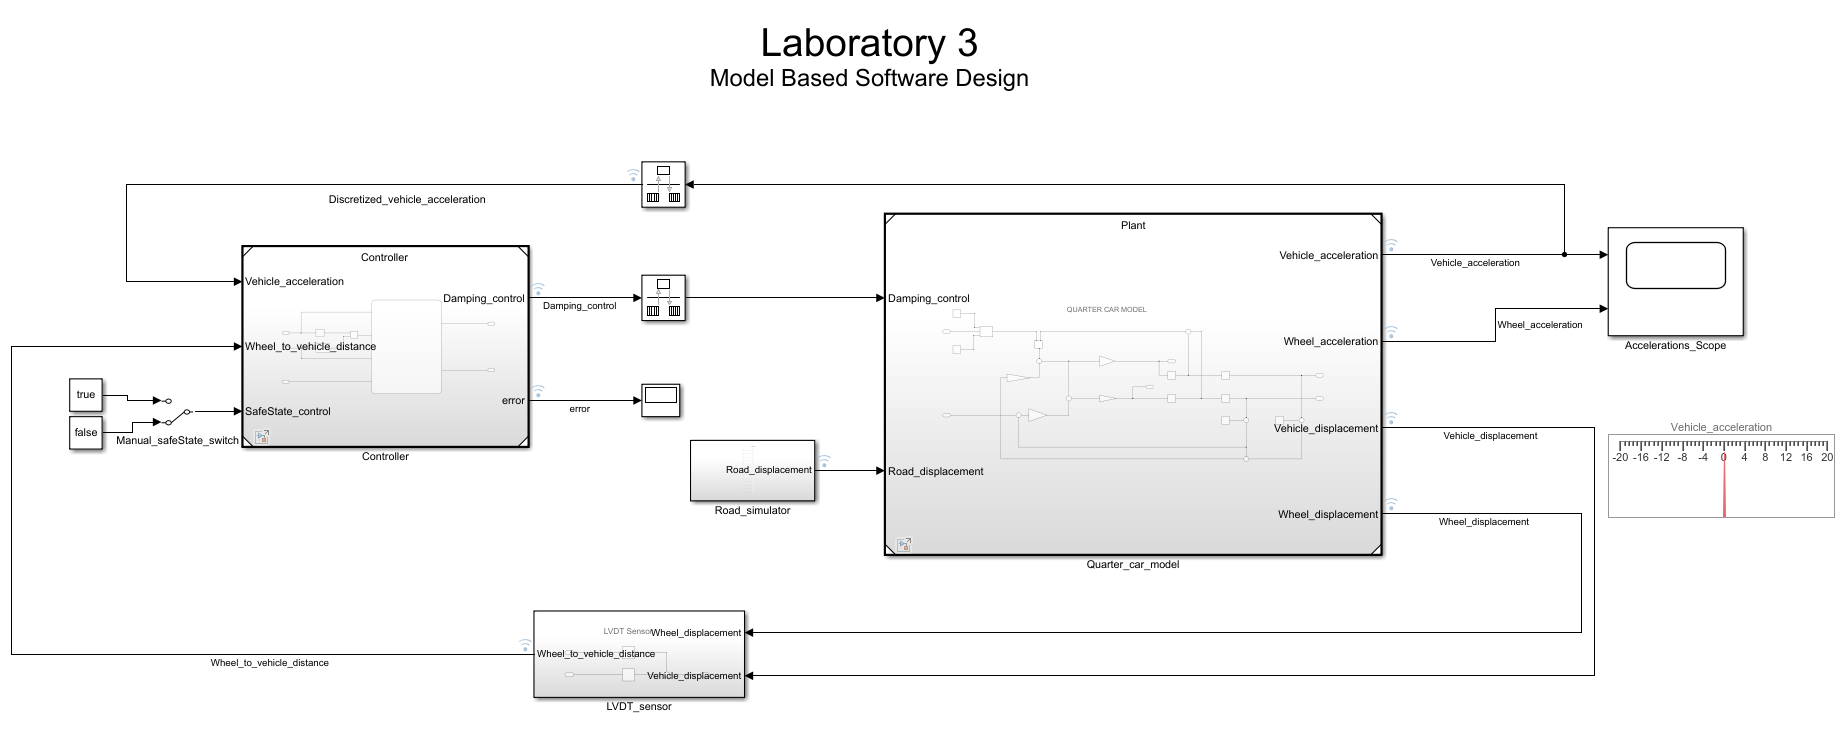 Laboratory 3
Model Based Software Design
Discretized_vehicle_acceleration
Controller
Vehicle_acceleration
Damping_control
Wheel_to_vehicle_distance
SafeState_control
error
Controller
true
false
Manual_safeState_switch
Damping_control
error
Road_displacement
Road_simulator
Plant
Damping_control
QUARTER CAR MODEL
Road_displacement
Vehicle_acceleration
Wheel_acceleration
Vehicle_displacement
Wheel_displacement
Quarter_car_model
Vehicle_acceleration
Wheel_acceleration
Accelerations_Scope
Vehicle_displacement
Wheel_displacement
Vehicle_acceleration
-20 -16 -12 -8 -4 0 4 8 12 16 20
LVDT Sensor
Wheel_displacement
Wheel_to_vehicle_distance
Vehicle_displacement
LVDT_sensor
Wheel_to_vehicle_distance